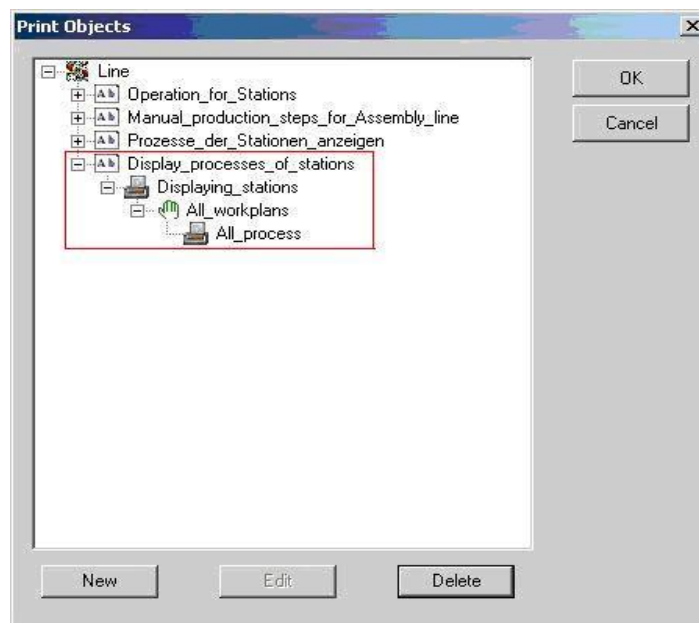 Print Objects
Line
Operation_for_Stations
Manual_production_steps_for_Assembly_line
Prozesse_der_Stationen_anzeigen
Display_processes_of_stations
Displaying_stations
All_workplans
All_process
OK
Cancel
New
Edit
Delete